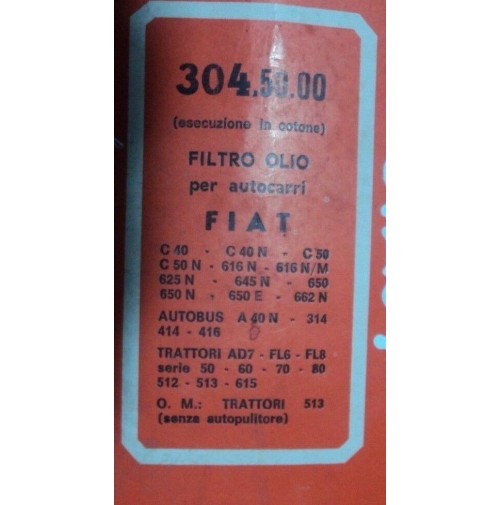 304.50.00
(esecuzione in cotone)
FILTRO OLIO
per autocarri
FIAT
C 40 - C 40 N - C 50
C 50 N - 616 N - 616 N/M
625 N - 645 N - 650
650 N - 650 E - 662 N
AUTOBUS A 40 N - 314
414 - 416
TRATTORI AD7 - FL6 - FL8
serie 50 - 60 - 70 - 80
512 - 513 - 615
O. M.: TRATTORI 513
(senza autopulitore)